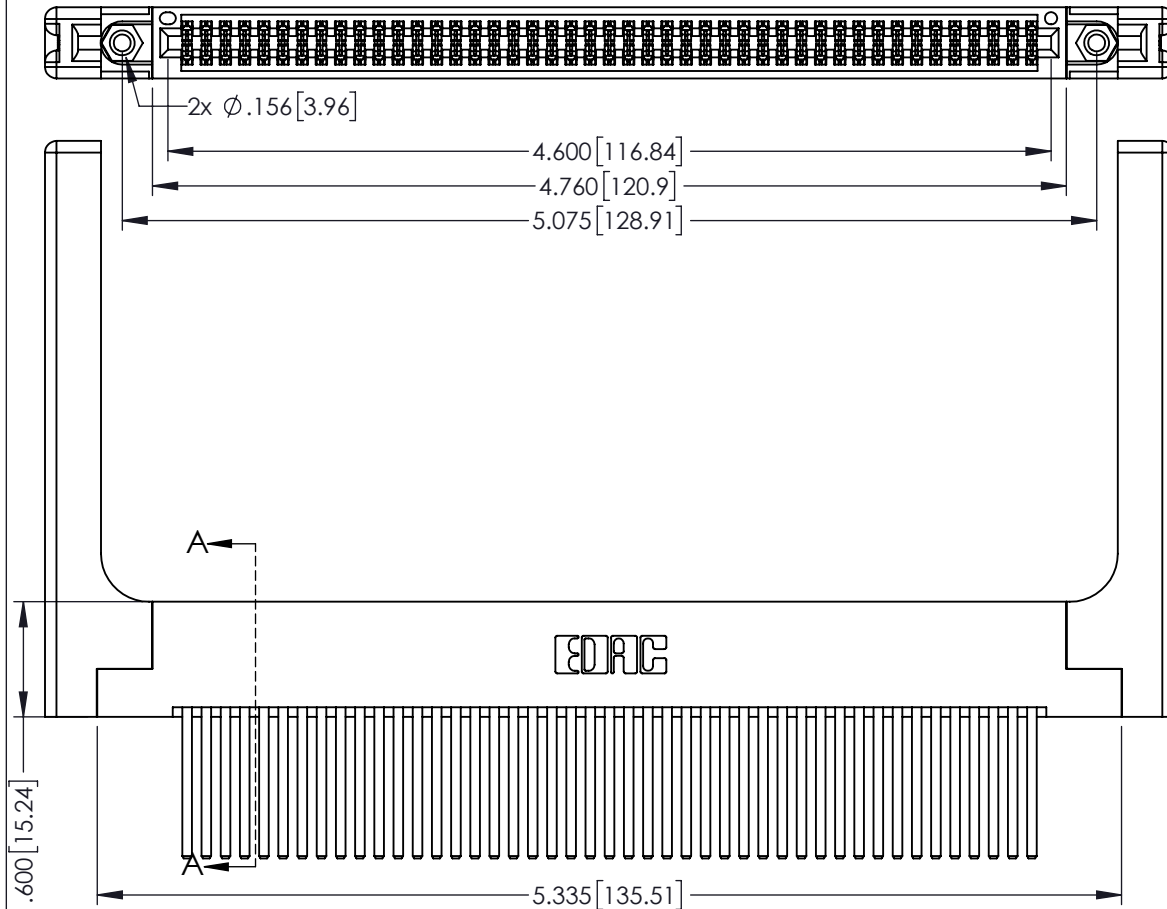 2x Ø.156[3.96]
4.600[116.84]
4.760[120.9]
5.075[128.91]
A
EDAC
.600[15.24]
A
5.335[135.51]